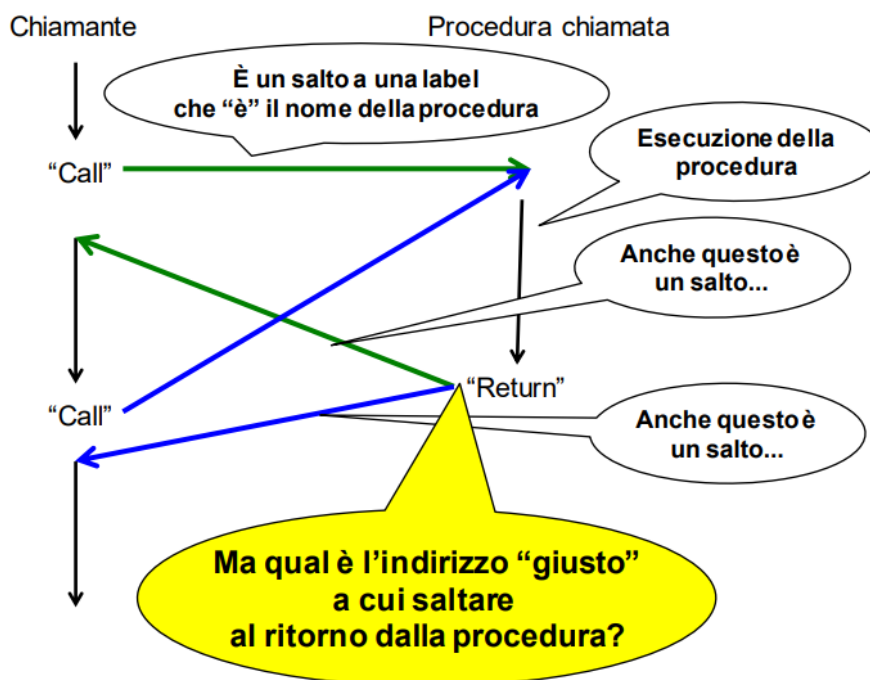 Chiamante
Procedura chiamata
È un salto a una label
che “è” il nome della procedura
“Call”
Esecuzione della
procedura
Anche questo è
un salto...
“Return”
“Call”
Anche questo è
un salto...
Ma qual è l’indirizzo “giusto”
a cui saltare
al ritorno dalla procedura?